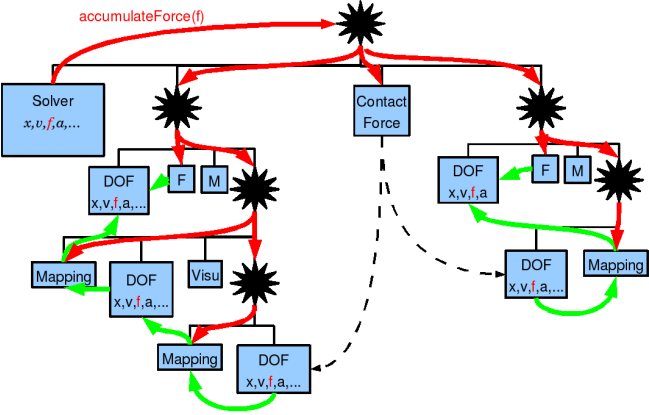 accumulateForce(f)
Solver
x,v,f,a,...
Contact
Force
DOF
x,v,f,a,...
F
M
DOF
x,v,f,a
F
M
Mapping
DOF
x,v,f,a,...
Visu
DOF
x,v,f,a,...
Mapping
Mapping
DOF
x,v,f,a,...